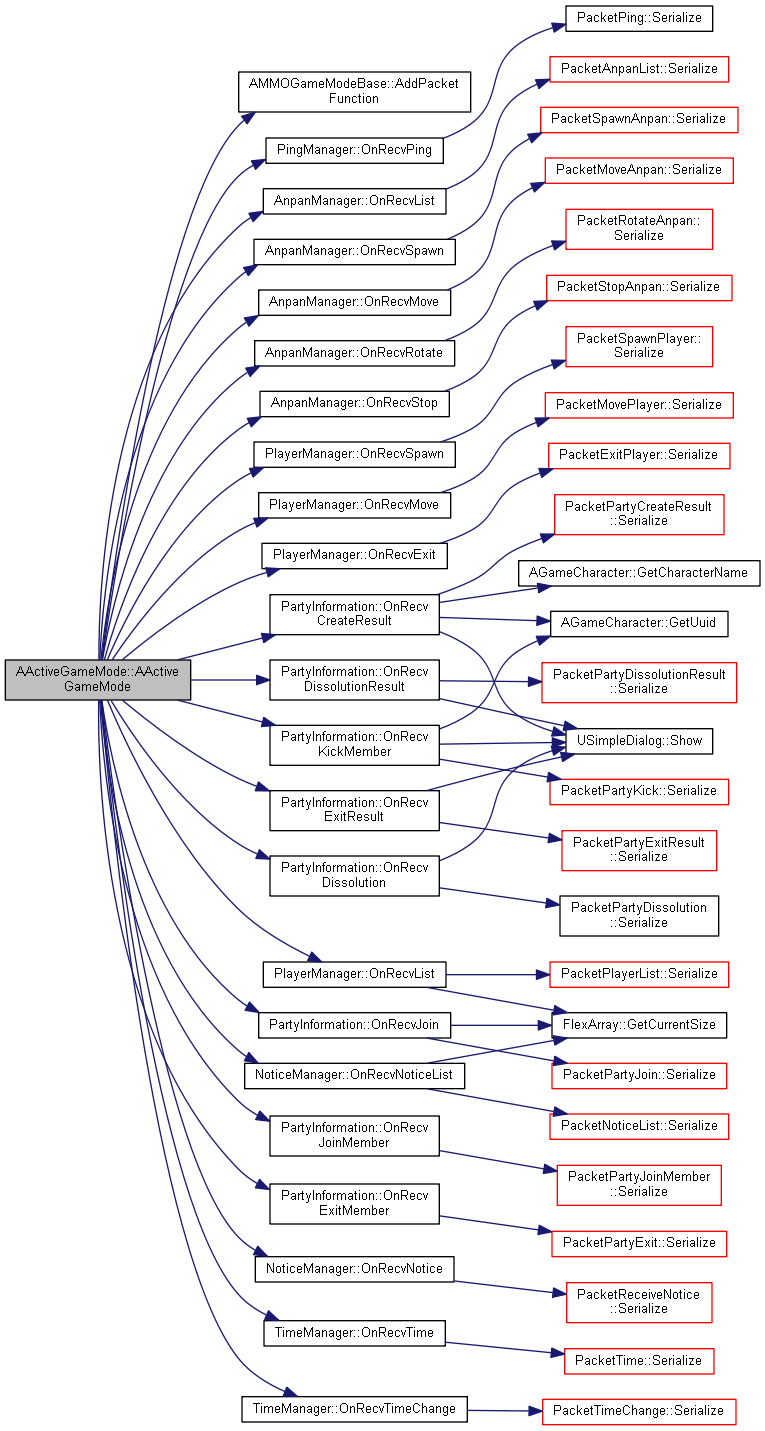 PacketPing::Serialize
AMMOGameModeBase::AddPacket
Function
PacketAnpanList::Serialize
PacketSpawnAnpan::Serialize
PingManager::OnRecvPing
PacketMoveAnpan::Serialize
AnpanManager::OnRecvList
PacketRotateAnpan::
Serialize
AnpanManager::OnRecvSpawn
PacketStopAnpan::Serialize
AnpanManager::OnRecvMove
PacketSpawnPlayer::
Serialize
AnpanManager::OnRecvRotate
AnpanManager::OnRecvStop
PacketMovePlayer::Serialize
PlayerManager::OnRecvSpawn
PacketExitPlayer::Serialize
PlayerManager::OnRecvMove
PacketPartyCreateResult
::Serialize
PlayerManager::OnRecvExit
AGameCharacter::GetCharacterName
PartyInformation::OnRecv
CreateResult
AGameCharacter::GetUuid
AActiveGameMode::AActive
GameMode
PartyInformation::OnRecv
DissolutionResult
PacketPartyDissolutionResult
::Serialize
PartyInformation::OnRecv
KickMember
USimpleDialog::Show
PartyInformation::OnRecv
ExitResult
PacketPartyKick::Serialize
PacketPartyExitResult
::Serialize
PartyInformation::OnRecv
Dissolution
PacketPartyDissolution
::Serialize
PlayerManager::OnRecvList
PacketPlayerList::Serialize
PartyInformation::OnRecvJoin
FlexArray::GetCurrentSize
NoticeManager::OnRecvNoticeList
PacketPartyJoin::Serialize
PartyInformation::OnRecv
JoinMember
PacketNoticeList::Serialize
PacketPartyJoinMember
::Serialize
PartyInformation::OnRecv
ExitMember
PacketPartyExit::Serialize
NoticeManager::OnRecvNotice
PacketReceiveNotice
::Serialize
TimeManager::OnRecvTime
PacketTime::Serialize
TimeManager::OnRecvTimeChange
PacketTimeChange::Serialize